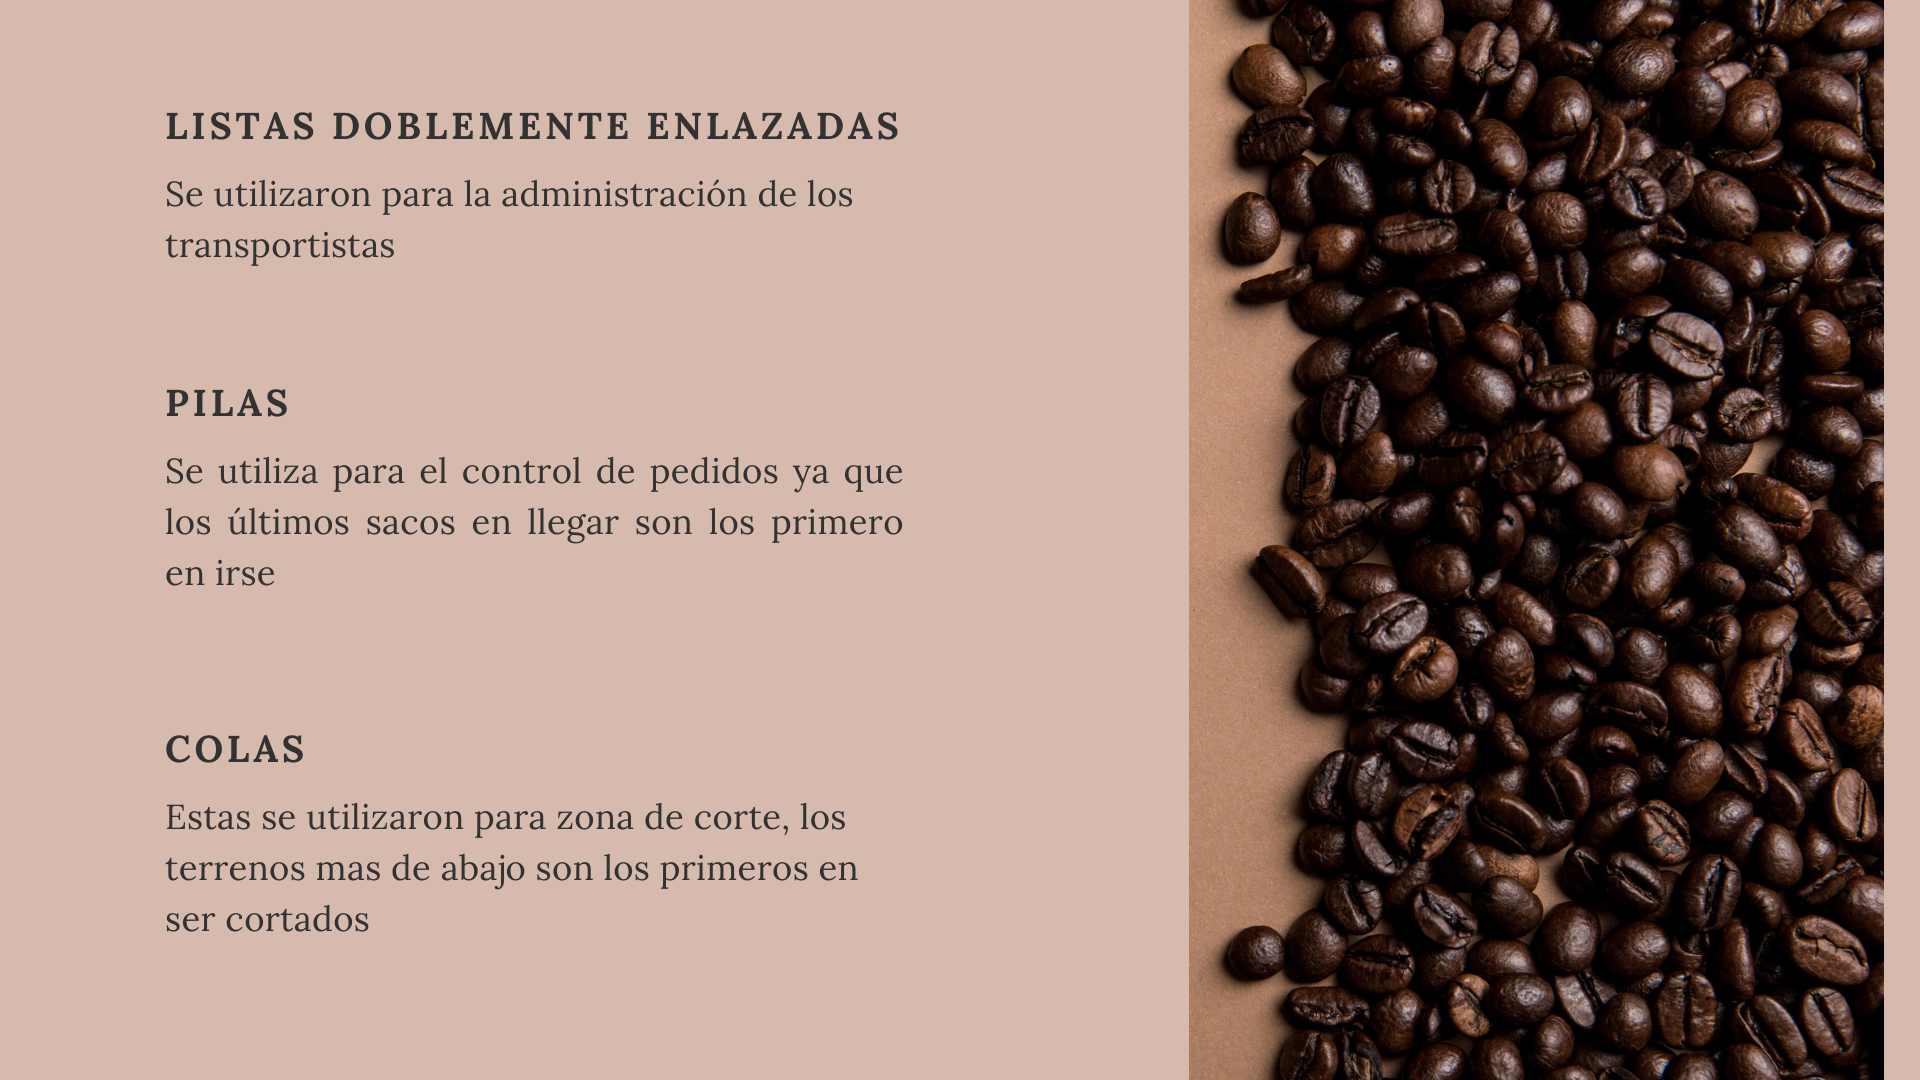 LISTAS DOBLEMENTE ENLAZADAS
Se utilizaron para la administración de los
transportistas
PILAS
Se utiliza para el control de pedidos ya que
los últimos sacos en llegar son los primero
en irse
COLAS
Estas se utilizaron para zona de corte, los
terrenos mas de abajo son los primeros en
ser cortados